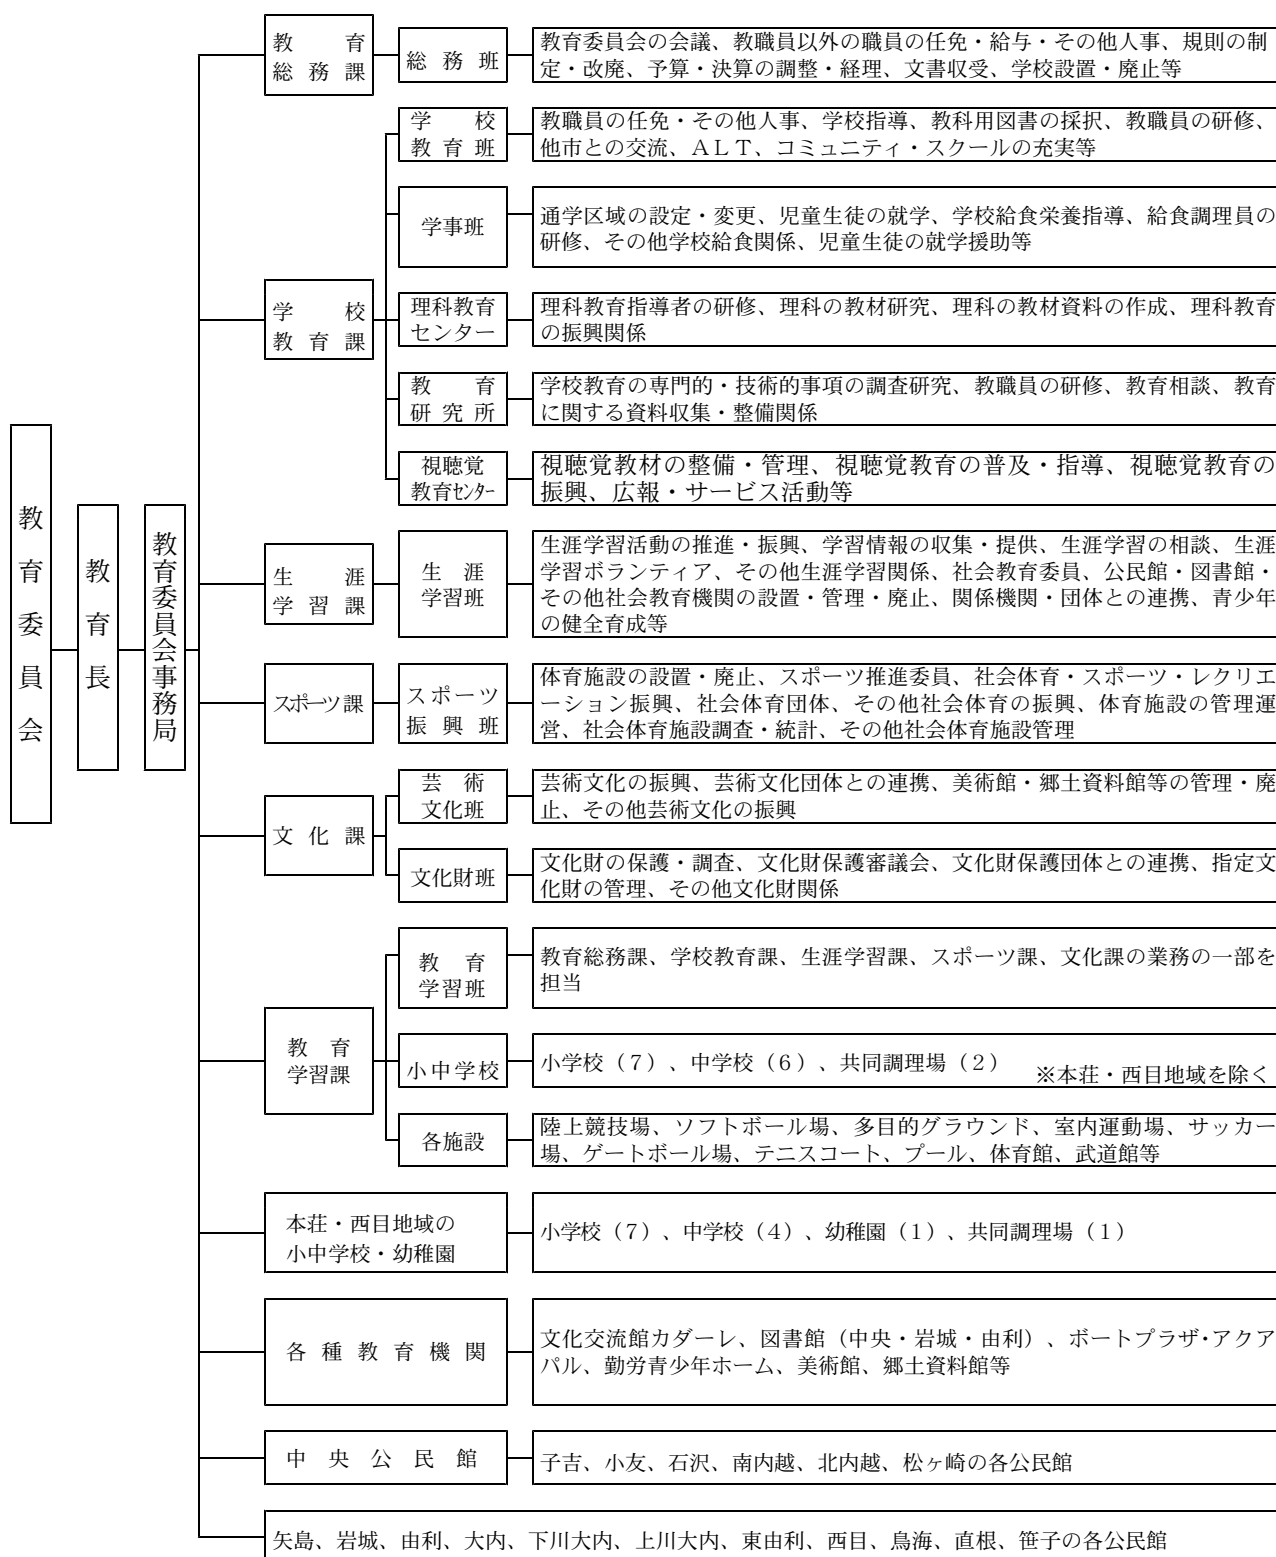 教育委員会
教育長
教育委員会事務局
教育
総務課
総務班
教育委員会の会議、教職員以外の職員の任免・給与・その他人事、規則の制
定・改廃、予算・決算の調整・経理、文書収受、学校設置・廃止等
学校
教育課
学校
教育班
教職員の任免・その他人事、学校指導、教科用図書の採択、教職員の研修、
他市との交流、ＡＬＴ、コミュニティ・スクールの充実等
学事班
通学区域の設定・変更、児童生徒の就学、学校給食栄養指導、給食調理員の
研修、その他学校給食関係、児童生徒の就学援助等
理科教育
センター
理科教育指導者の研修、理科の教材研究、理科の教材資料の作成、理科教育
の振興関係
教育
研究所
学校教育の専門的・技術的事項の調査研究、教職員の研修、教育相談、教育
に関する資料収集・整備関係
視聴覚
教育ｾﾝﾀｰ
視聴覚教材の整備・管理、視聴覚教育の普及・指導、視聴覚教育の
振興、広報・サービス活動等
生涯
学習課
生涯
学習班
生涯学習活動の推進・振興、学習情報の収集・提供、生涯学習の相談、生涯
学習ボランティア、その他生涯学習関係、社会教育委員、公民館・図書館・
その他社会教育機関の設置・管理・廃止、関係機関・団体との連携、青少年
の健全育成等
スポーツ課
スポーツ
振興班
体育施設の設置・廃止、スポーツ推進委員、社会体育・スポーツ・レクリエ
ーション振興、社会体育団体、その他社会体育の振興、体育施設の管理運
営、社会体育施設調査・統計、その他社会体育施設管理
文化課
芸術
文化班
芸術文化の振興、芸術文化団体との連携、美術館・郷土資料館等の管理・廃
止、その他芸術文化の振興
文化財班
文化財の保護・調査、文化財保護審議会、文化財保護団体との連携、指定文
化財の管理、その他文化財関係
教育
学習課
教育
学習班
教育総務課、学校教育課、生涯学習課、スポーツ課、文化課の業務の一部を
担当
小中学校
小学校（７）、中学校（６）、共同調理場（２） ※本荘・西目地域を除く
各施設
陸上競技場、ソフトボール場、多目的グラウンド、室内運動場、サッカー
場、ゲートボール場、テニスコート、プール、体育館、武道館等
本荘・西目地域の
小中学校・幼稚園
小学校（７）、中学校（４）、幼稚園（１）、共同調理場（１）
各種教育機関
文化交流館カダーレ、図書館（中央・岩城・由利）、ボートプラザ・アクア
パル、勤労青少年ホーム、美術館、郷土資料館等
中央公民館
子吉、小友、石沢、南内越、北内越、松ヶ崎の各公民館
矢島、岩城、由利、大内、下川大内、上川大内、東由利、西目、鳥海、直根、笹子の各公民館